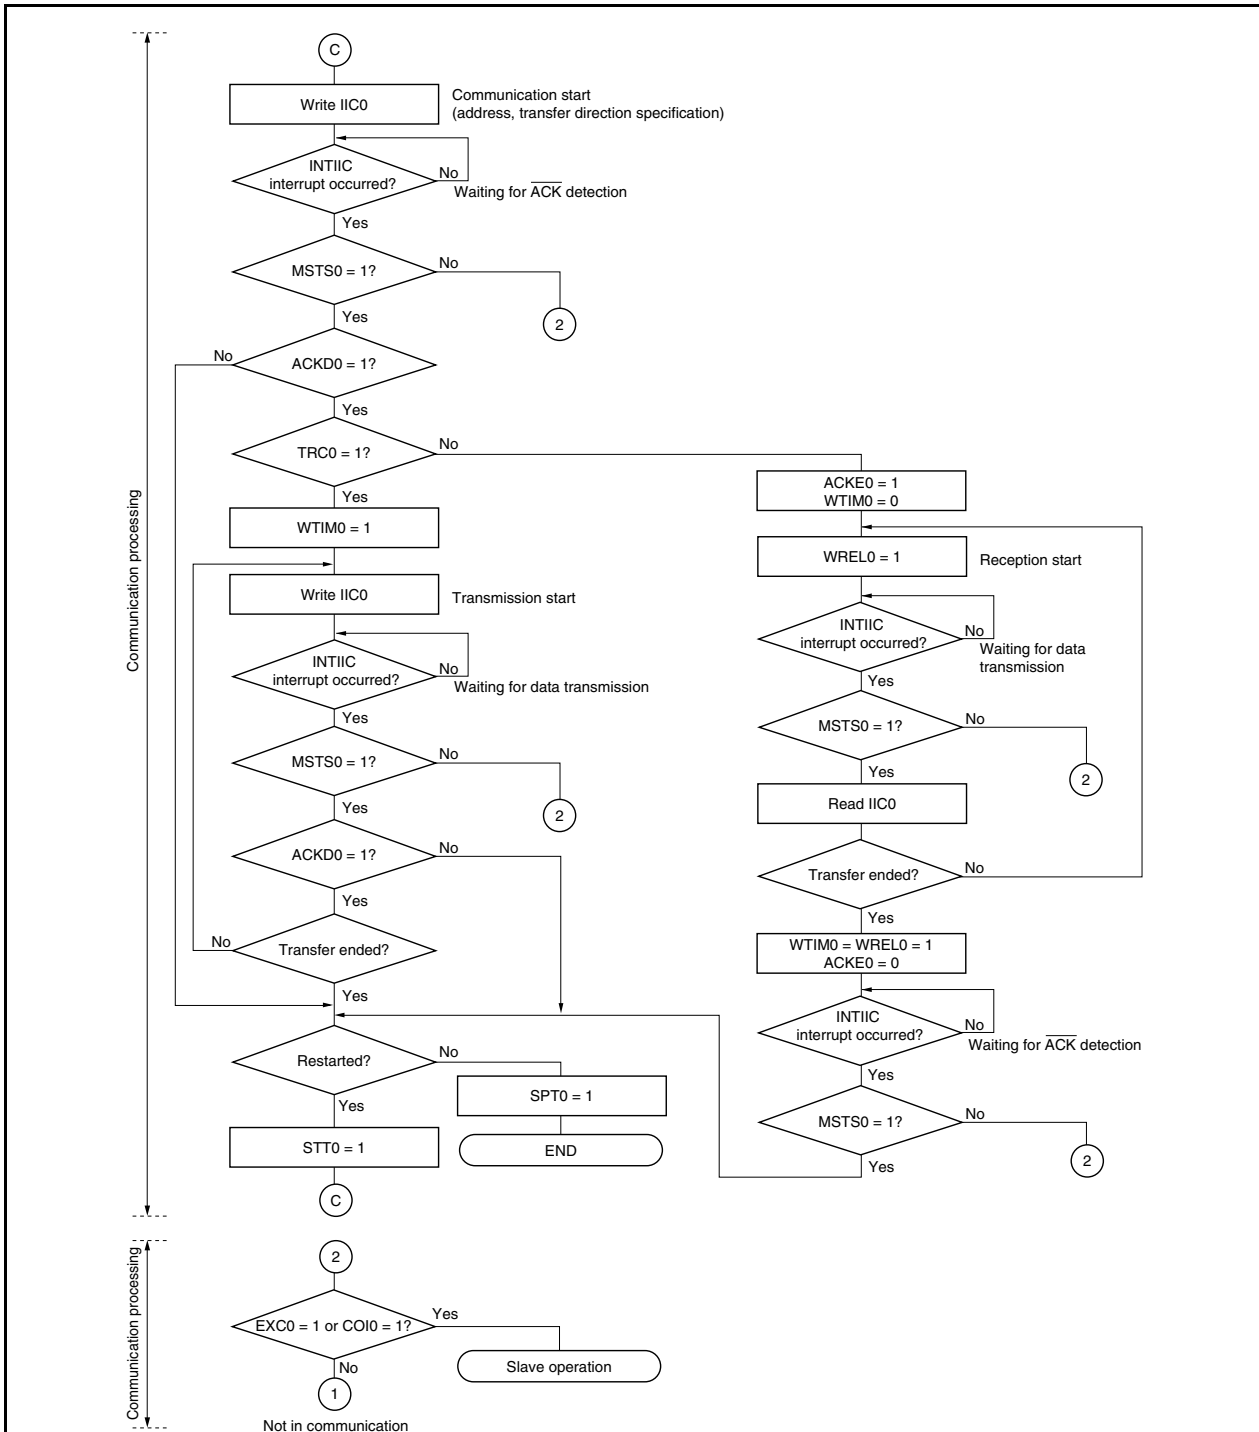 C
Write IIC0
Communication start
(address, transfer direction specification)
INTIIC
interrupt occurred?
No
Waiting for ACK detection
Yes
MSTS0 = 1?
No
2
Yes
No
ACKD0 = 1?
Yes
TRC0 = 1?
No
Yes
WTIM0 = 1
Write IIC0
Transmission start
INTIIC
interrupt occurred?
No
Waiting for data transmission
Yes
MSTS0 = 1?
No
2
Yes
ACKD0 = 1?
No
Yes
No
Transfer ended?
Yes
Restarted?
No
SPT0 = 1
END
Yes
STT0 = 1
C
ACKE0 = 1
WTIM0 = 0
WREL0 = 1
Reception start
INTIIC
interrupt occurred?
No
Waiting for data
transmission
Yes
MSTS0 = 1?
No
2
Yes
Read IIC0
Transfer ended?
No
Yes
WTIM0 = WREL0 = 1
ACKE0 = 0
INTIIC
interrupt occurred?
No
Waiting for ACK detection
Yes
MSTS0 = 1?
No
2
Yes
Communication processing
2
EXC0 = 1 or COI0 = 1?
Yes
Slave operation
No
1
Not in communication
Communication processing